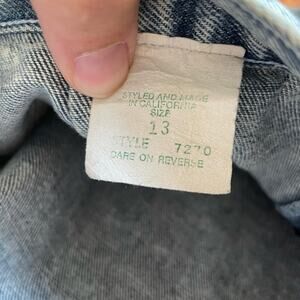 STYLED AND MADE
IN CALIFORNIA
SIZE
13
STYLE 7270
CARE ON REVERSE